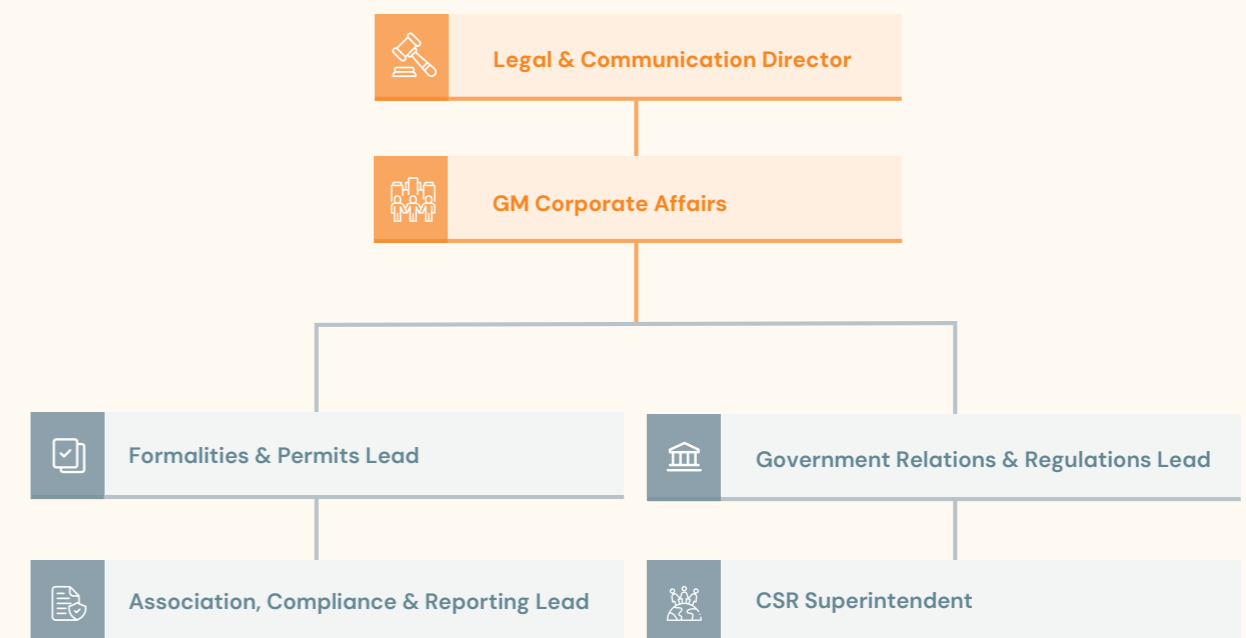 Legal & Communication Director
GM Corporate Affairs
Formalities & Permits Lead
Government Relations & Regulations Lead
Association, Compliance & Reporting Lead
CSR Superintendent